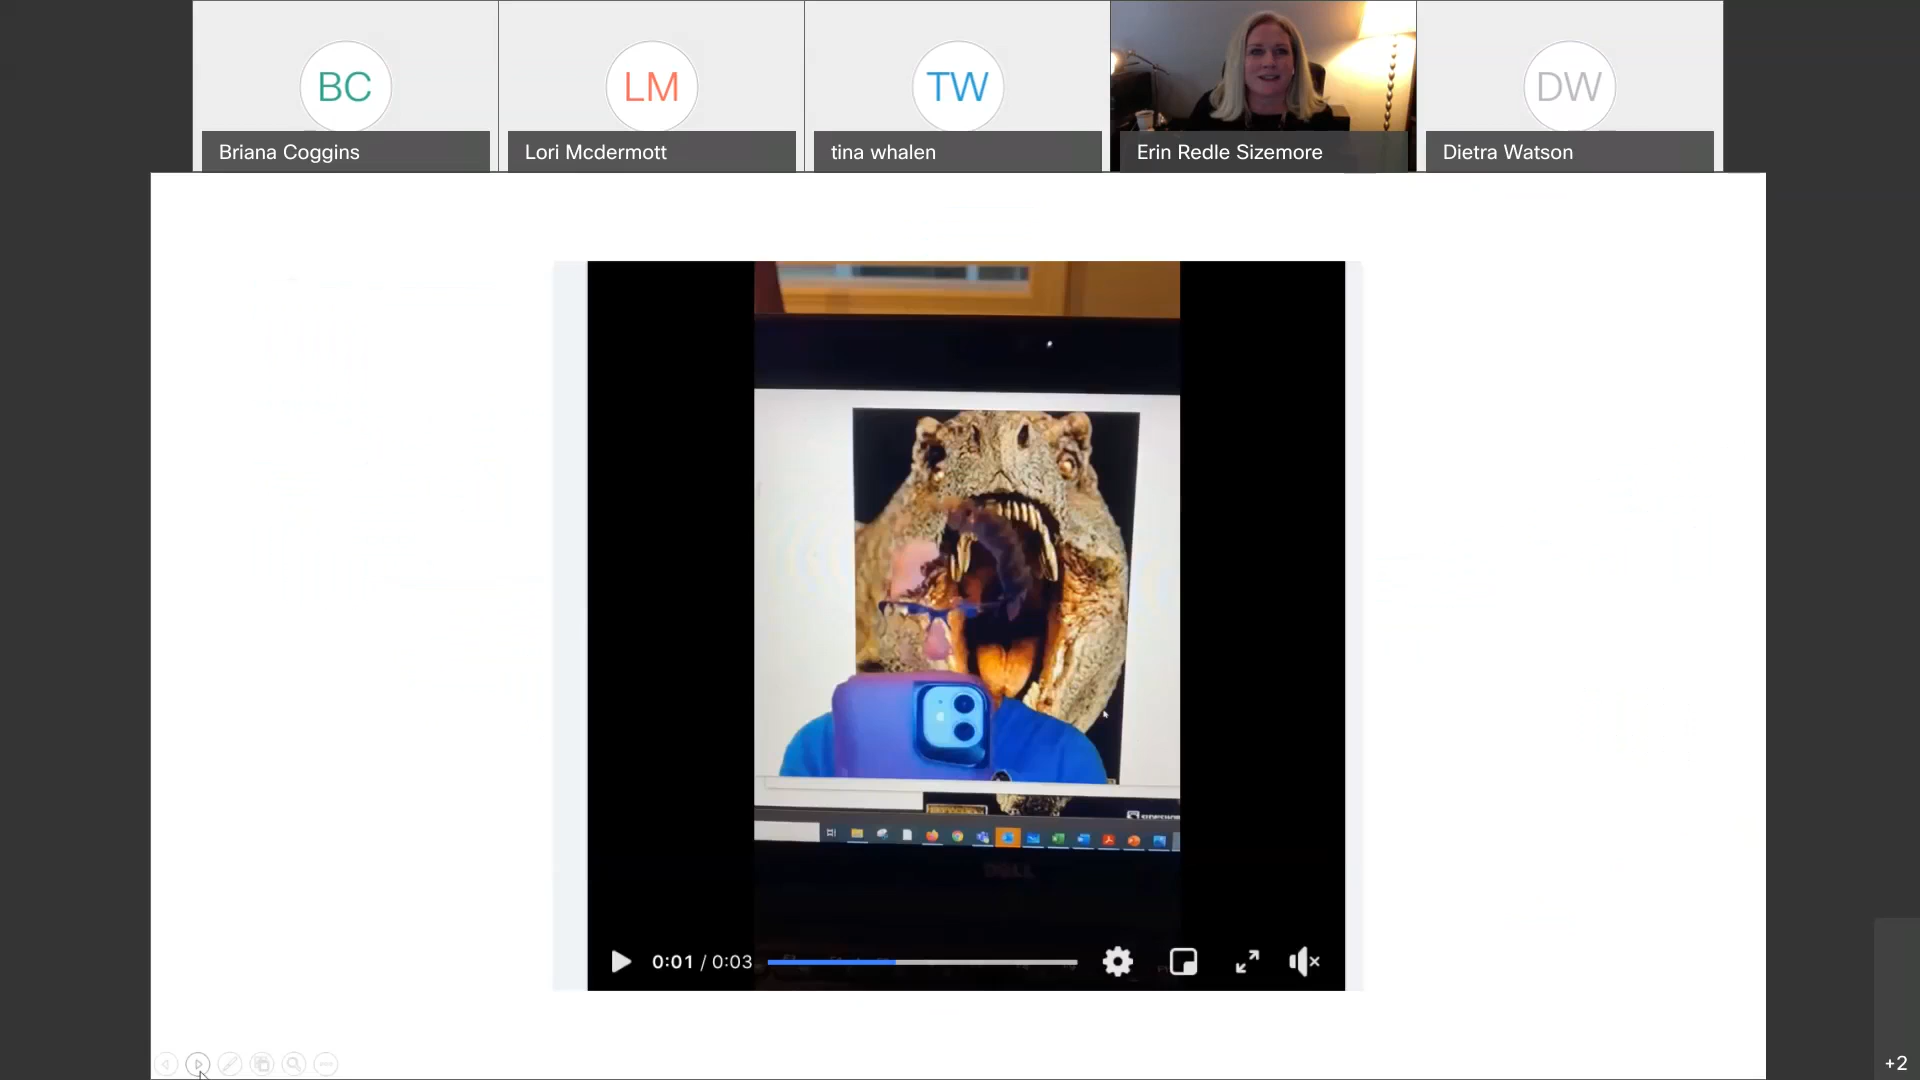 BC
LM
TW
DW
Briana Coggins
Lori Mcdermott
tina whalen
Erin Redle Sizemore
Dietra Watson
DELL
0:01 / 0:03
+2